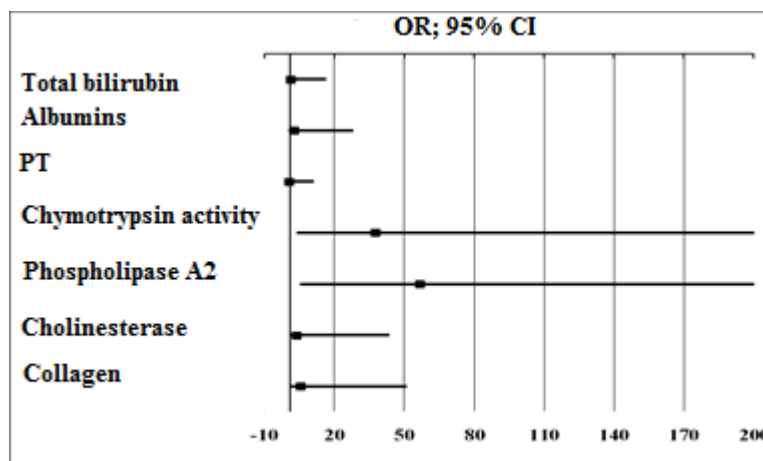 OR; 95% CI
Total bilirubin
Albumins
PT
Chymotrypsin activity
Phospholipase A2
Cholinesterase
Collagen
-10 20 50 80 110 140 170 200